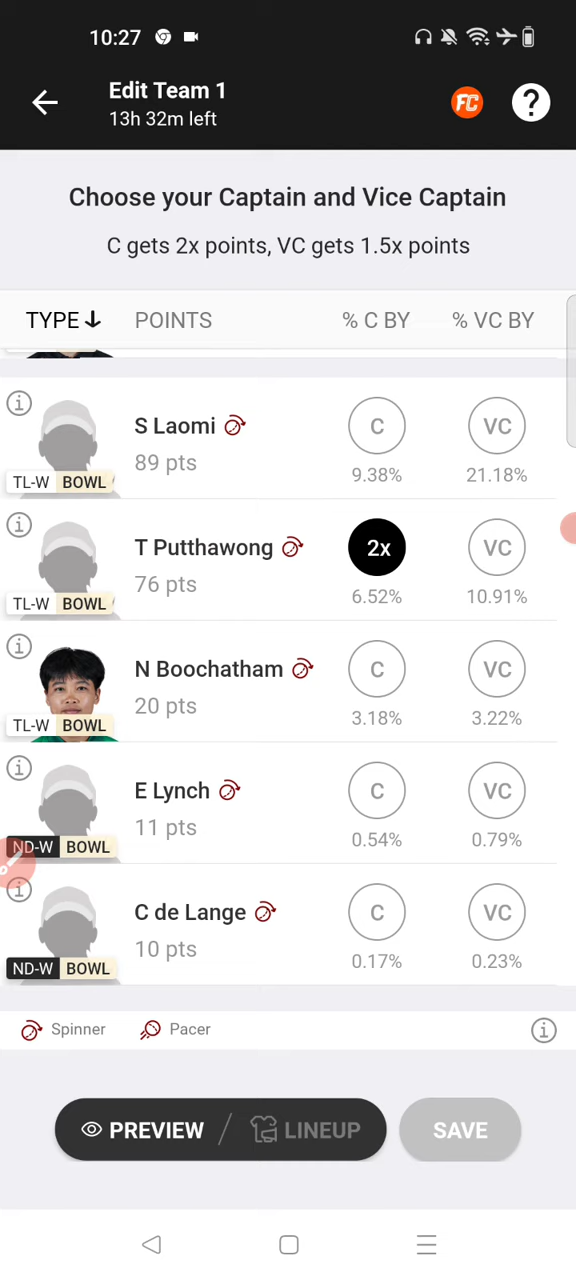 10:27
Edit Team 1
13h 32m left
FC
?
Choose your Captain and Vice Captain
C gets 2x points, VC gets 1.5x points
TYPE POINTS % C BY % VC BY
S Laomi C VC
89 pts
TL-W BOWL 9.38% 21.18%
T Putthawong 2x VC
76 pts
TL-W BOWL 6.52% 10.91%
N Boochatham C VC
20 pts
TL-W BOWL 3.18% 3.22%
E Lynch C VC
11 pts
ND-W BOWL 0.54% 0.79%
C de Lange C VC
10 pts
ND-W BOWL 0.17% 0.23%
Spinner Pacer
PREVIEW / LINEUP SAVE